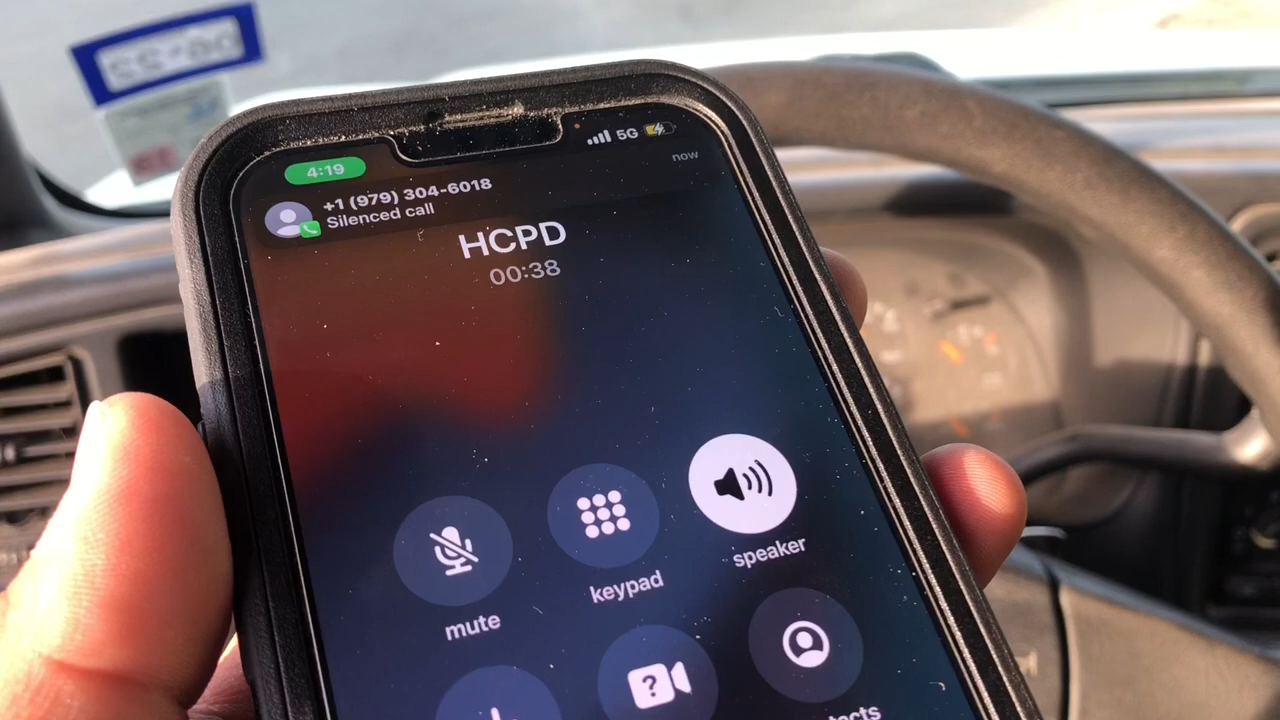 4:19
5G
+1 (979) 304-6018
now
Silenced call
HCPD
00:38
mute
keypad
speaker
?